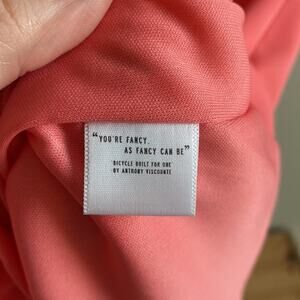 “YOU'RE FANCY.
AS FANCY CAN BE”
BICYCLE BUILT FOR ONE
BY ANTHONY VISCONTE